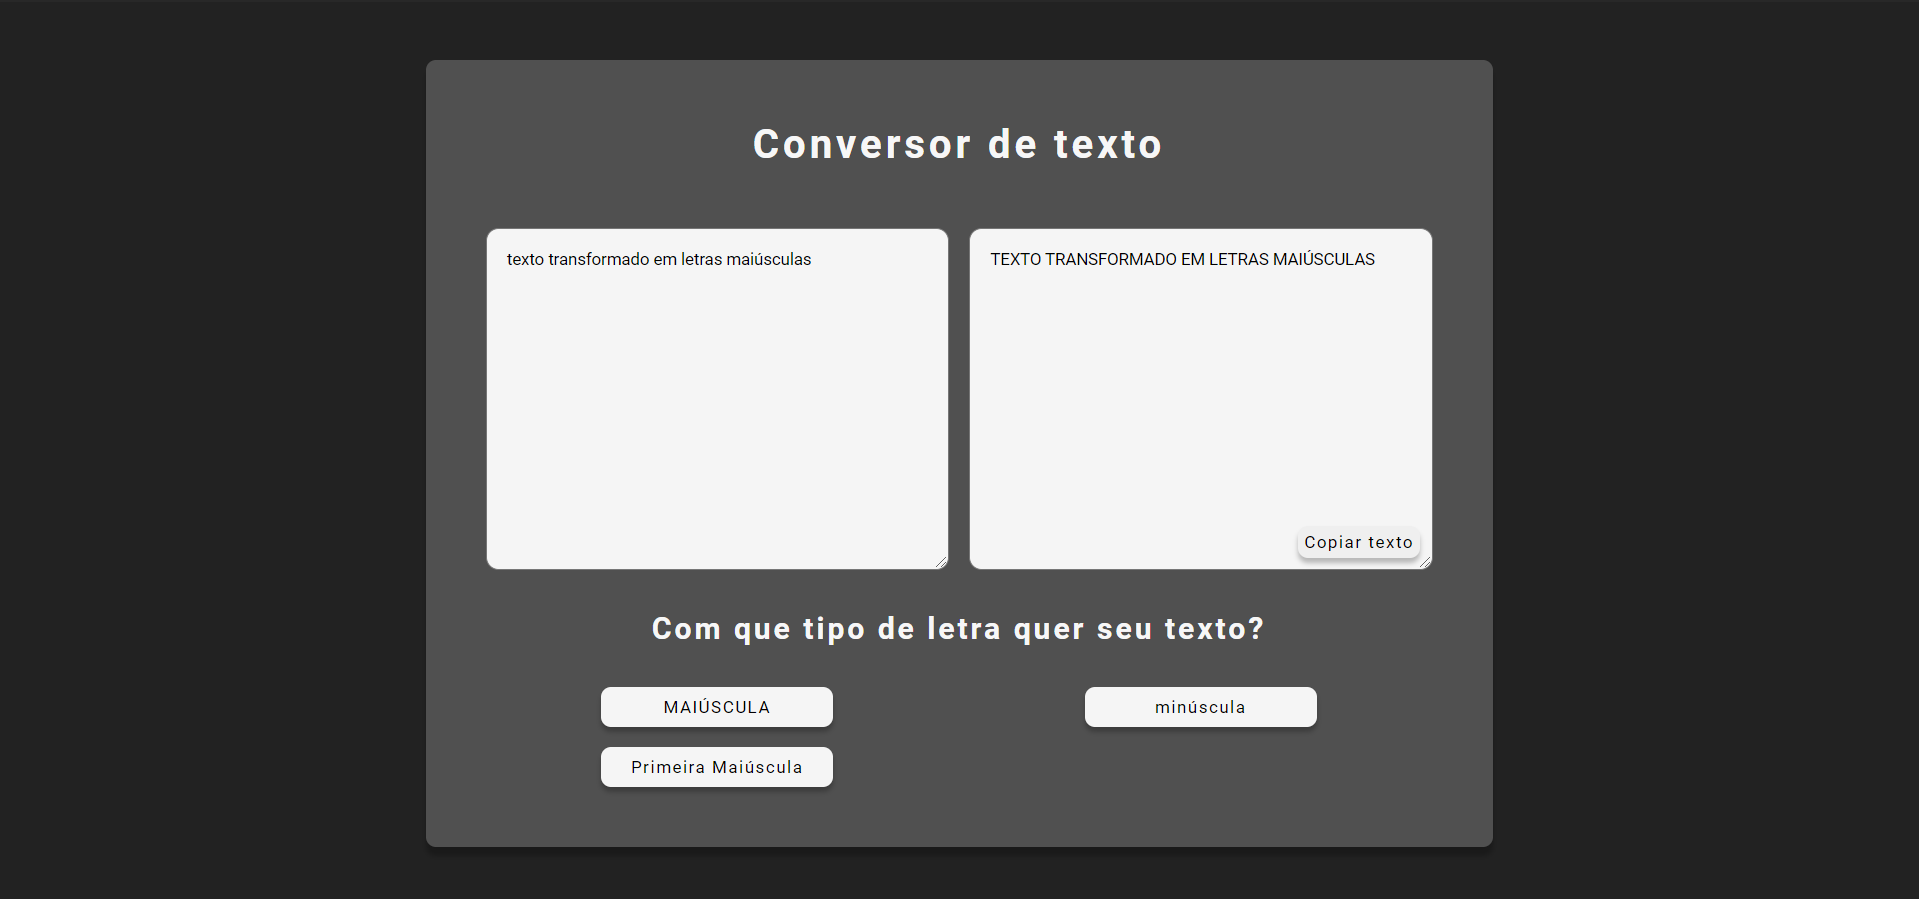 Conversor de texto
texto transformado em letras maiúsculas
TEXTO TRANSFORMADO EM LETRAS MAIÚSCULAS
Copiar texto
Com que tipo de letra quer seu texto?
MAIÚSCULA
minúscula
Primeira Maiúscula